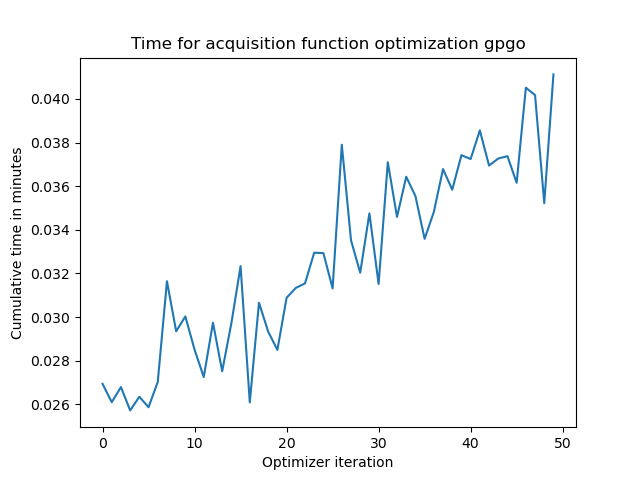 Time for acquisition function optimization gpgo
Cumulative time in minutes
0.040
0.038
0.036
0.034
0.032
0.030
0.028
0.026
0 10 20 30 40 50
Optimizer iteration